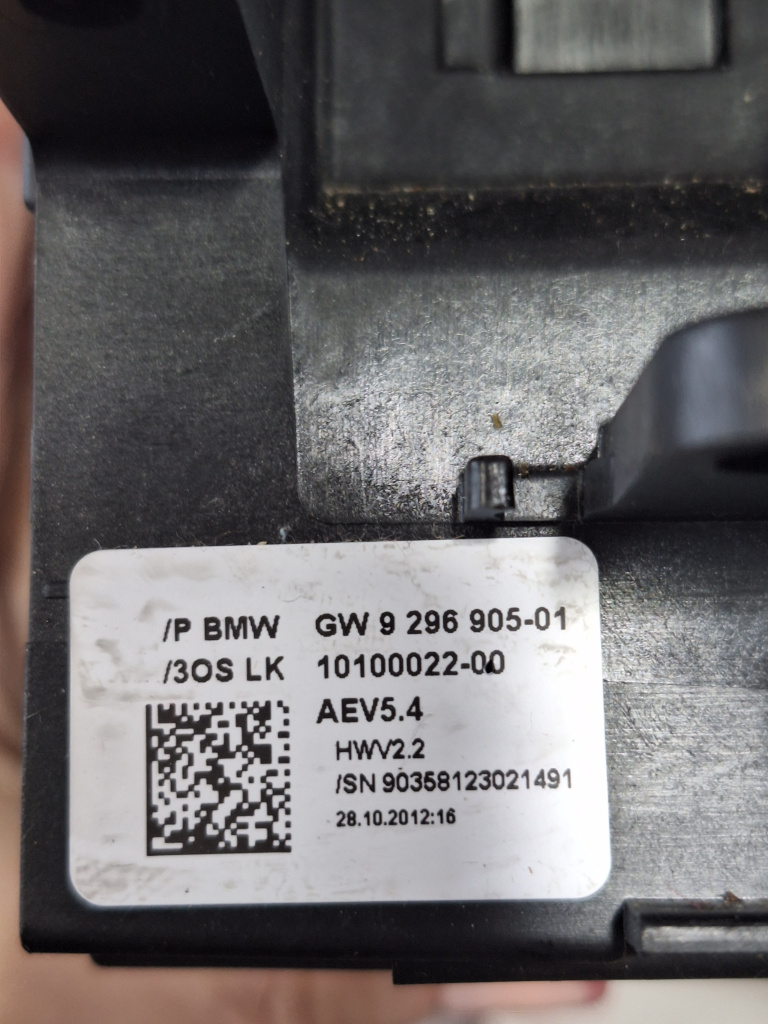 /P BMW GW 9 296 905-01
/3OS LK 10100022-00
AEV5.4
HWV2.2
/SN 90358123021491
28.10.2012:16